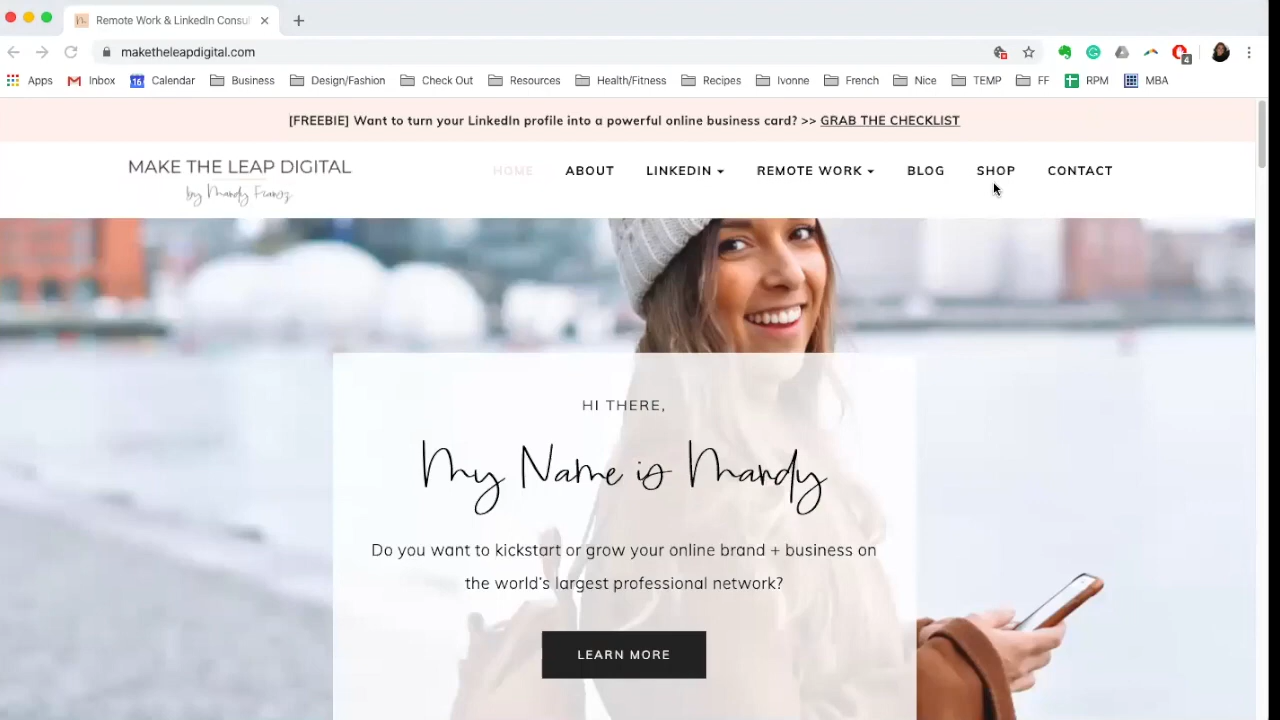 Remote Work & LinkedIn Consul
maketheleapdigital.com
4
Apps
Inbox
16
Calendar
Business
Design/Fashion
Check Out
Resources
Health/Fitness
Recipes
Ivonne
French
Nice
TEMP
FF
RPM
MBA
[FREEBIE] Want to turn your LinkedIn profile into a powerful online business card? >> GRAB THE CHECKLIST
MAKE THE LEAP DIGITAL
by Mandy Franz
HOME
ABOUT
LINKEDIN
REMOTE WORK
BLOG
SHOP
CONTACT
HI THERE,
My Name is Mandy
Do you want to kickstart or grow your online brand + business on
the world's largest professional network?
LEARN MORE